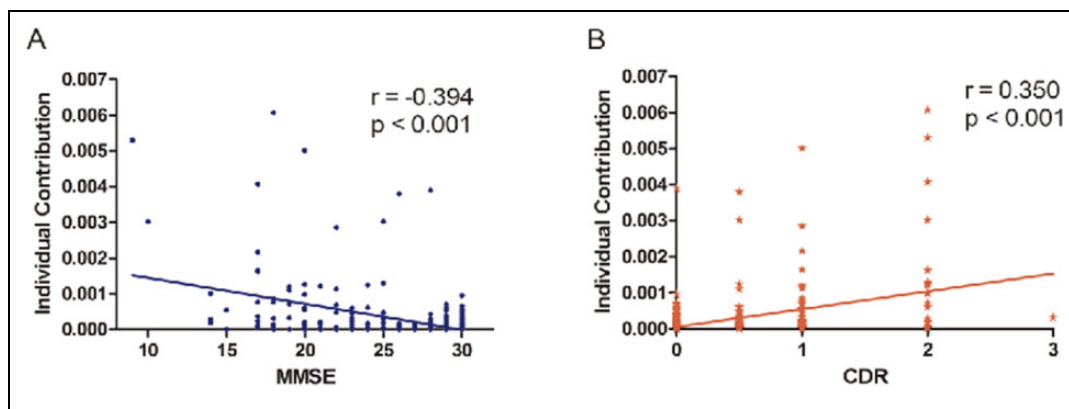 A
Individual Contribution
0.007
0.006
0.005
0.004
0.003
0.002
0.001
0.000
r = -0.394
p < 0.001
10 15 20 25 30
MMSE
B
Individual Contribution
0.007
0.006
0.005
0.004
0.003
0.002
0.001
0.000
r = 0.350
p < 0.001
0 1 2 3
CDR